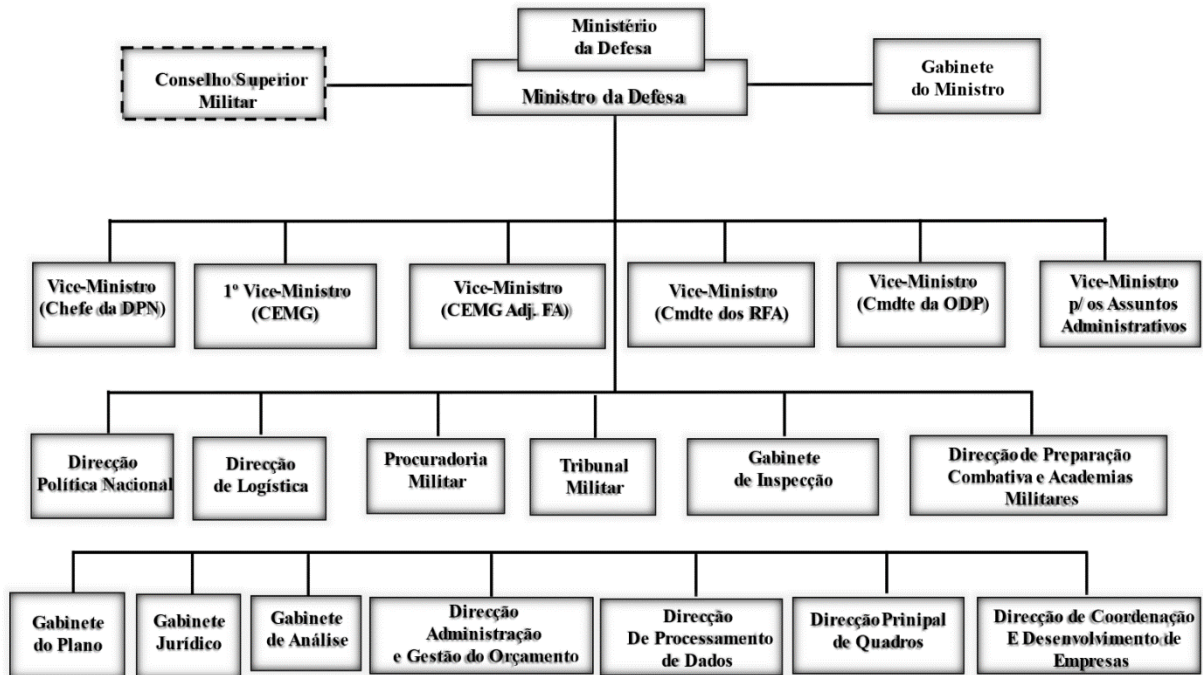 Ministério
da Defesa
Conselho Superior
Militar
Ministro da Defesa
Gabinete
do Ministro
Vice-Ministro
(Chefe da DPN)
1º Vice-Ministro
(CEMG)
Vice-Ministro
(CEMG Adj. FA)
Vice-Ministro
(Cmdte dos RFA)
Vice-Ministro
(Cmdte da ODP)
Vice-Ministro
p/ os Assuntos
Administrativos
Direcção
Política Nacional
Direcção
de Logística
Procuradoria
Militar
Tribunal
Militar
Gabinete
de Inspecção
Direcção de Preparação
Combativa e Academias
Militares
Gabinete
do Plano
Gabinete
Jurídico
Gabinete
de Análise
Direcção
Administração
e Gestão do Orçamento
Direcção
De Processamento
de Dados
Direcção Prinipal
de Quadros
Direcção de Coordenação
E Desenvolvimento de
Empresas